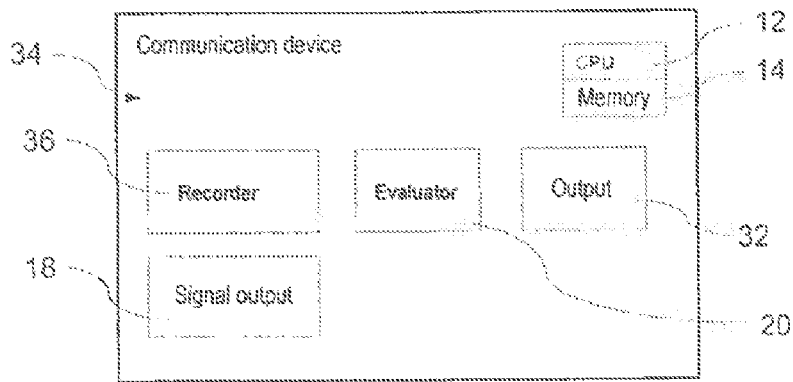 Communication device
12
34
CPU
14
Memory
36
Recorder
Evaluator
Output
32
18
Signal output
20